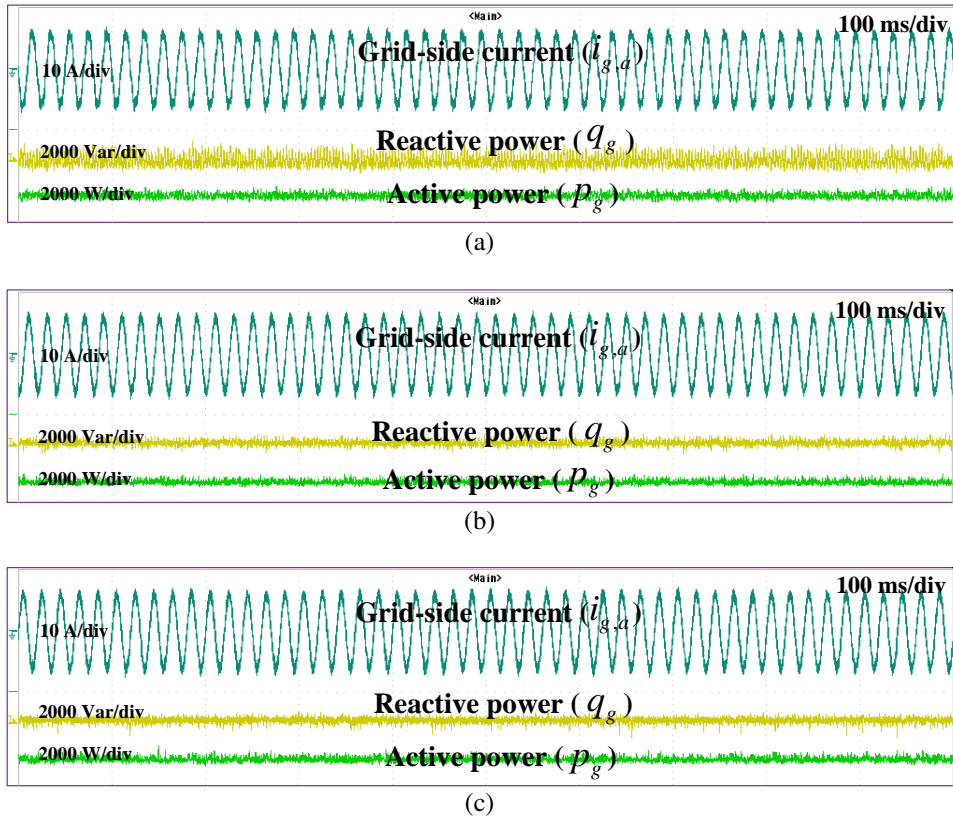 <Main>
100 ms/div
Grid-side current (i_{g,a})
10 A/div
Reactive power ( q_g )
2000 Var/div
Active power ( p_g )
2000 W/div
(a)
<Main>
100 ms/div
Grid-side current (i_{g,a})
10 A/div
Reactive power ( q_g )
2000 Var/div
Active power ( p_g )
2000 W/div
(b)
<Main>
100 ms/div
Grid-side current (i_{g,a})
10 A/div
Reactive power ( q_g )
2000 Var/div
Active power ( p_g )
2000 W/div
(c)